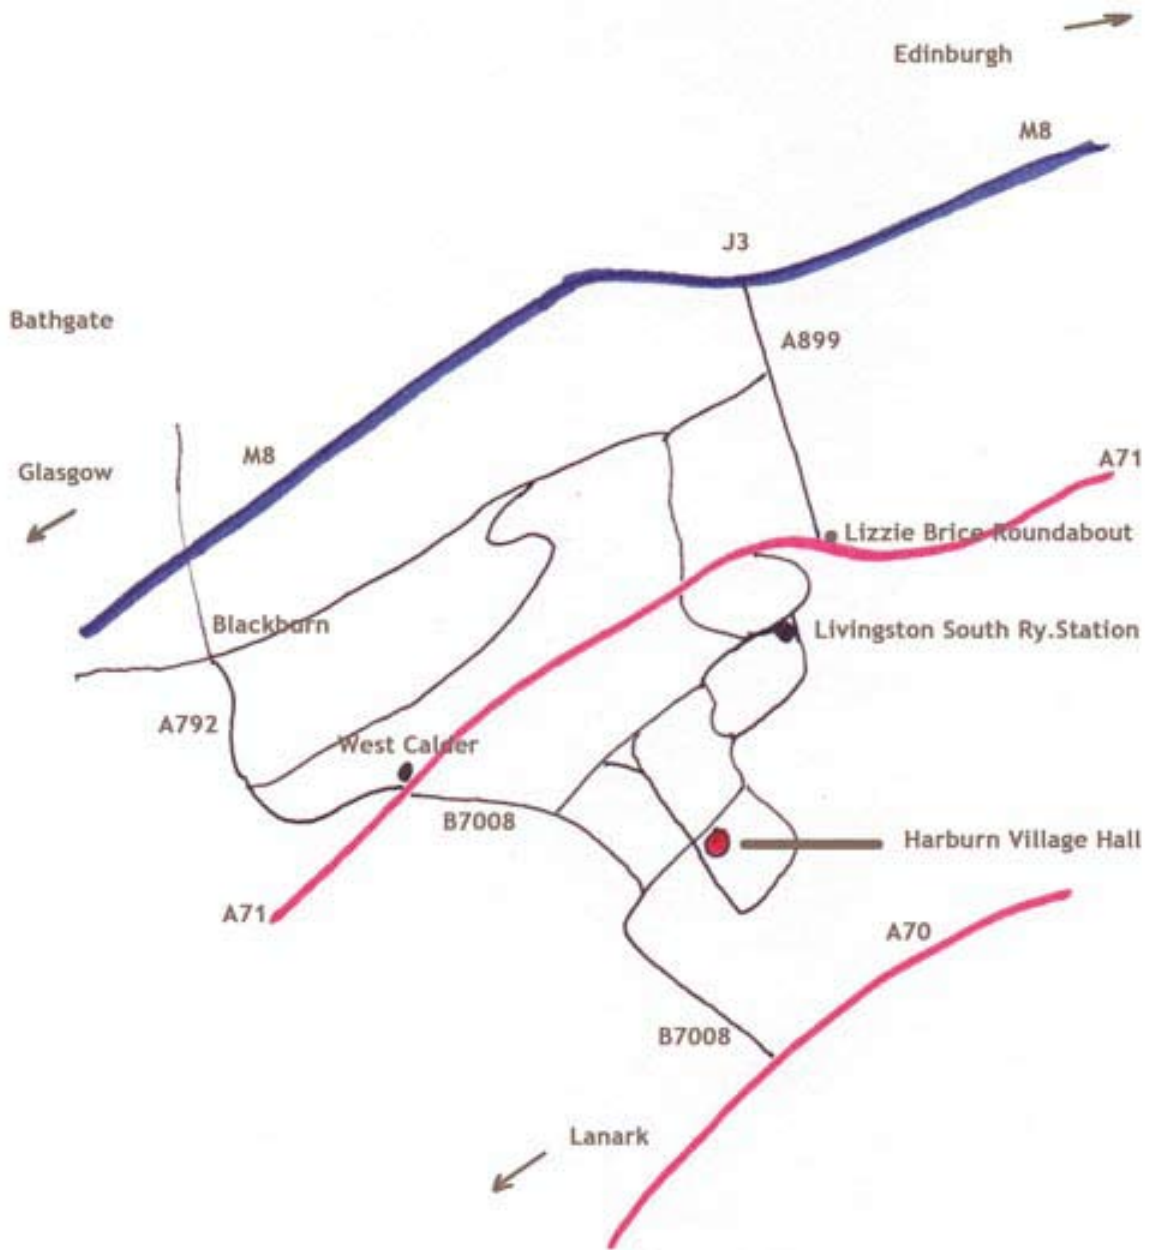 Edinburgh
M8
J3
Bathgate
A899
M8
Glasgow
A71
Lizzie Brice Roundabout
Blackburn
Livingston South Ry.Station
A792
West Calder
B7008
Harburn Village Hall
A71
A70
B7008
Lanark